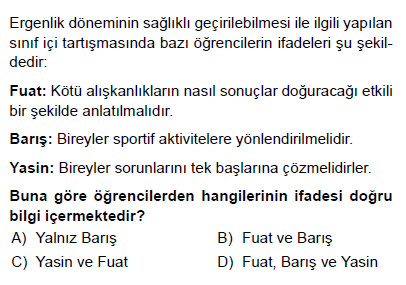 Ergenlik döneminin sağlıklı geçirilebilmesi ile ilgili yapılan
sınıf içi tartışmasında bazı öğrencilerin ifadeleri şu şekil-
dedir:
Fuat: Kötü alışkanlıkların nasıl sonuçlar doğuracağı etkili
bir şekilde anlatılmalıdır.
Barış: Bireyler sportif aktivitelere yönlendirilmelidir.
Yasin: Bireyler sorunlarını tek başlarına çözmelidirler.
Buna göre öğrencilerden hangilerinin ifadesi doğru
bilgi içermektedir?
A) Yalnız Barış B) Fuat ve Barış
C) Yasin ve Fuat D) Fuat, Barış ve Yasin